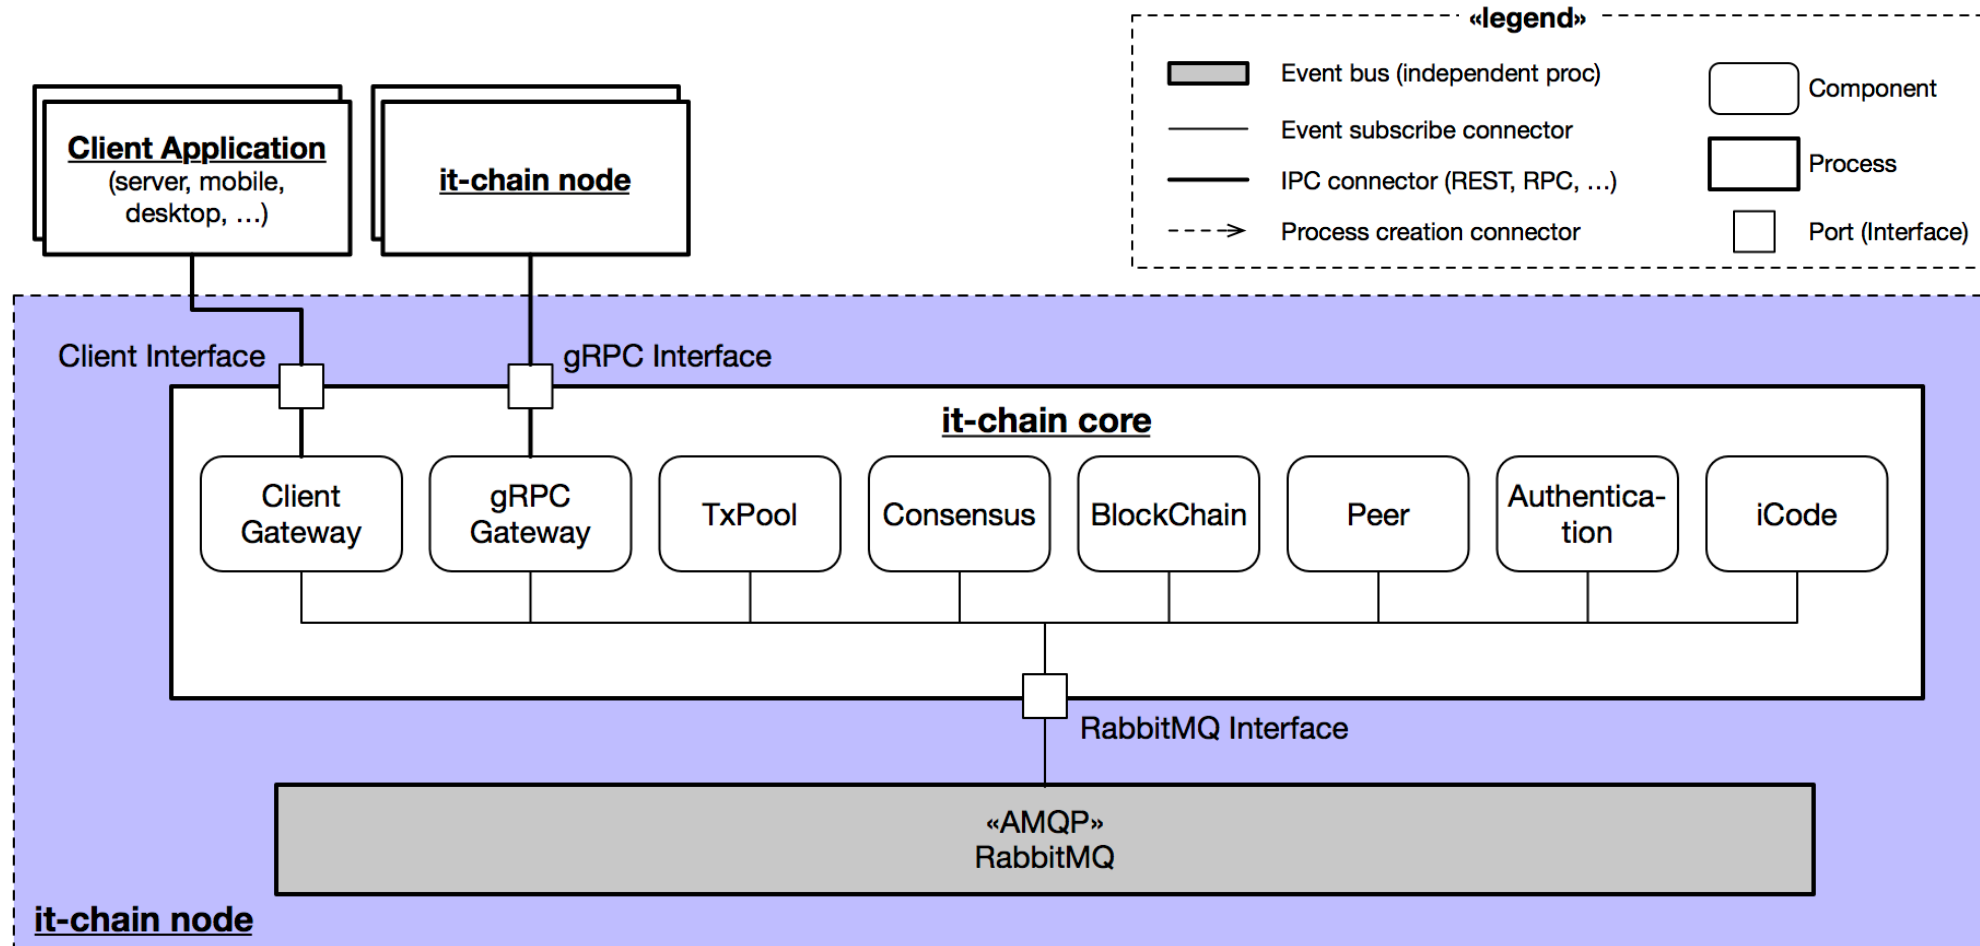 «legend»
Event bus (independent proc)
Component
Event subscribe connector
IPC connector (REST, RPC, …)
Process
Process creation connector
Port (Interface)
Client Application
(server, mobile,
desktop, …)
it-chain node
Client Interface
gRPC Interface
it-chain core
Client
Gateway
gRPC
Gateway
TxPool
Consensus
BlockChain
Peer
Authentica-
tion
iCode
RabbitMQ Interface
«AMQP»
RabbitMQ
it-chain node